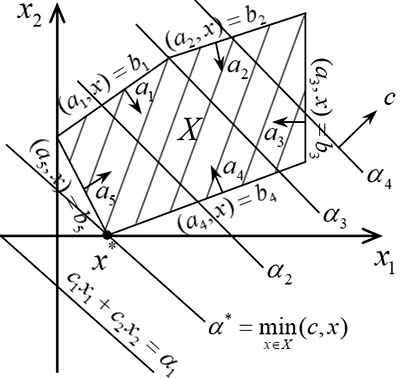 x₂
(a₂, x) = b₂
(a₁, x) = b₁
a₂
a₁
(a₃, x) = b₃
c
X
a₃
α₄
a₄
(a₅, x) = b₅
a₅
(a₄, x) = b₄
α₃
x*
x₁
α₂
c₁x₁ + c₂x₂ = α₁
α* = min(c, x)
x∈X